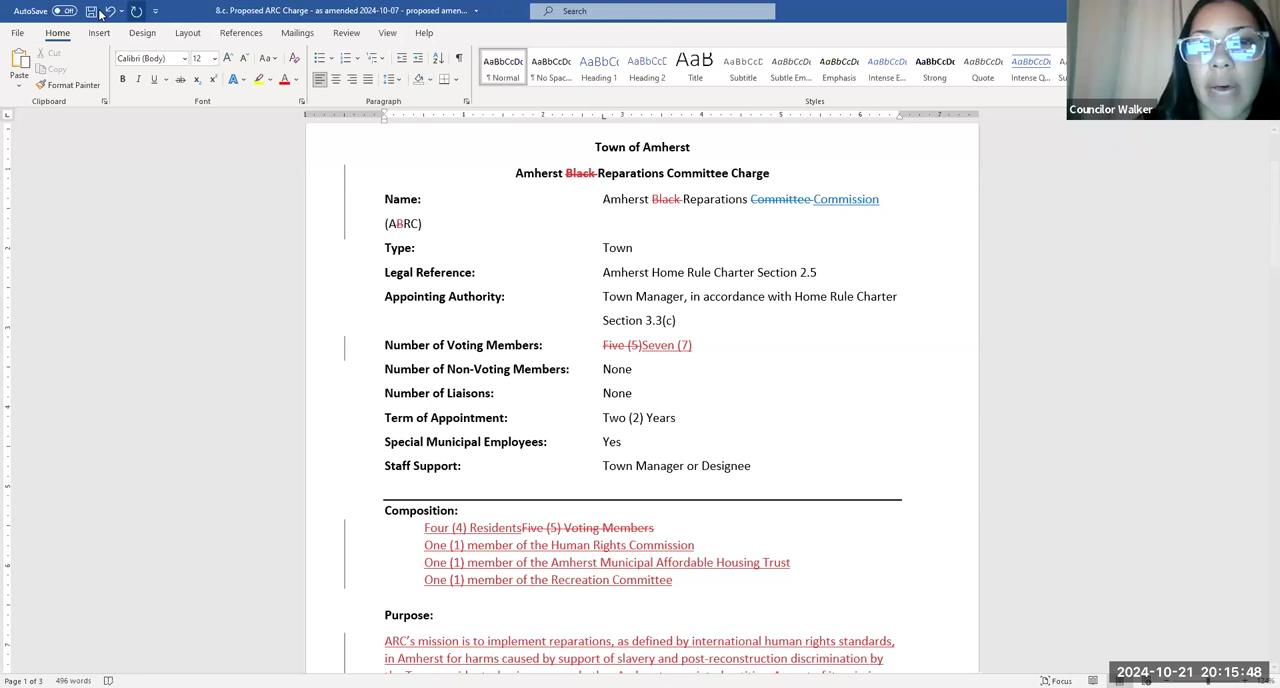 AutoSave Off 8.c. Proposed ARC Charge - as amended 2024-10-07 - proposed amen... Search
File Home Insert Design Layout References Mailings Review View Help
Cut
Copy
Format Painter
Paste
Calibri (Body) 12
AaBbCcDc AaBbCcDc AaBbCc AaBbCcC AaB AaBbCcC AaBbCcDc AaBbCcDc AaBbCcDc AaBbCcDc AaBbCcDc AaBbCcDc
¶ Normal ¶ No Spac... Heading 1 Heading 2 Title Subtitle Subtle Em... Emphasis Intense E... Strong Quote Intense Q...
Clipboard Font Paragraph Styles
Councilor Walker
Town of Amherst
Amherst Black Reparations Committee Charge
Name: Amherst Black Reparations Committee Commission
(ABRC)
Type: Town
Legal Reference: Amherst Home Rule Charter Section 2.5
Appointing Authority: Town Manager, in accordance with Home Rule Charter
Section 3.3(c)
Number of Voting Members: Five (5)Seven (7)
Number of Non-Voting Members: None
Number of Liaisons: None
Term of Appointment: Two (2) Years
Special Municipal Employees: Yes
Staff Support: Town Manager or Designee
Composition:
Four (4) ResidentsFive (5) Voting Members
One (1) member of the Human Rights Commission
One (1) member of the Amherst Municipal Affordable Housing Trust
One (1) member of the Recreation Committee
Purpose:
ARC's mission is to implement reparations, as defined by international human rights standards,
in Amherst for harms caused by support of slavery and post-reconstruction discrimination by
Page 1 of 3 496 words Focus
2024-10-21 20:15:48